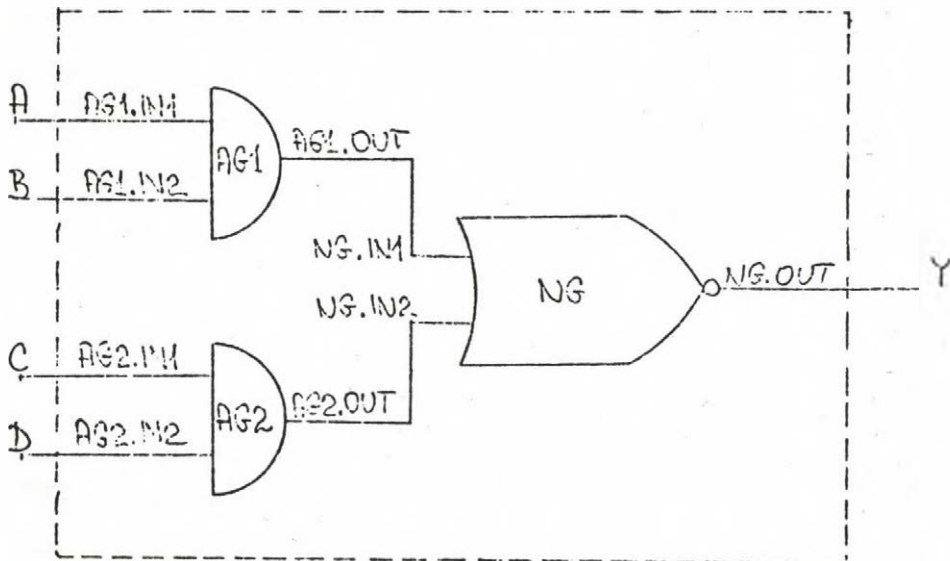 A
AG1.IN1
AG1
AG1.OUT
B
AG1.IN2
NG.IN1
NG
NG.OUT
Y
NG.IN2
C
AG2.IN1
AG2
AG2.OUT
D
AG2.IN2